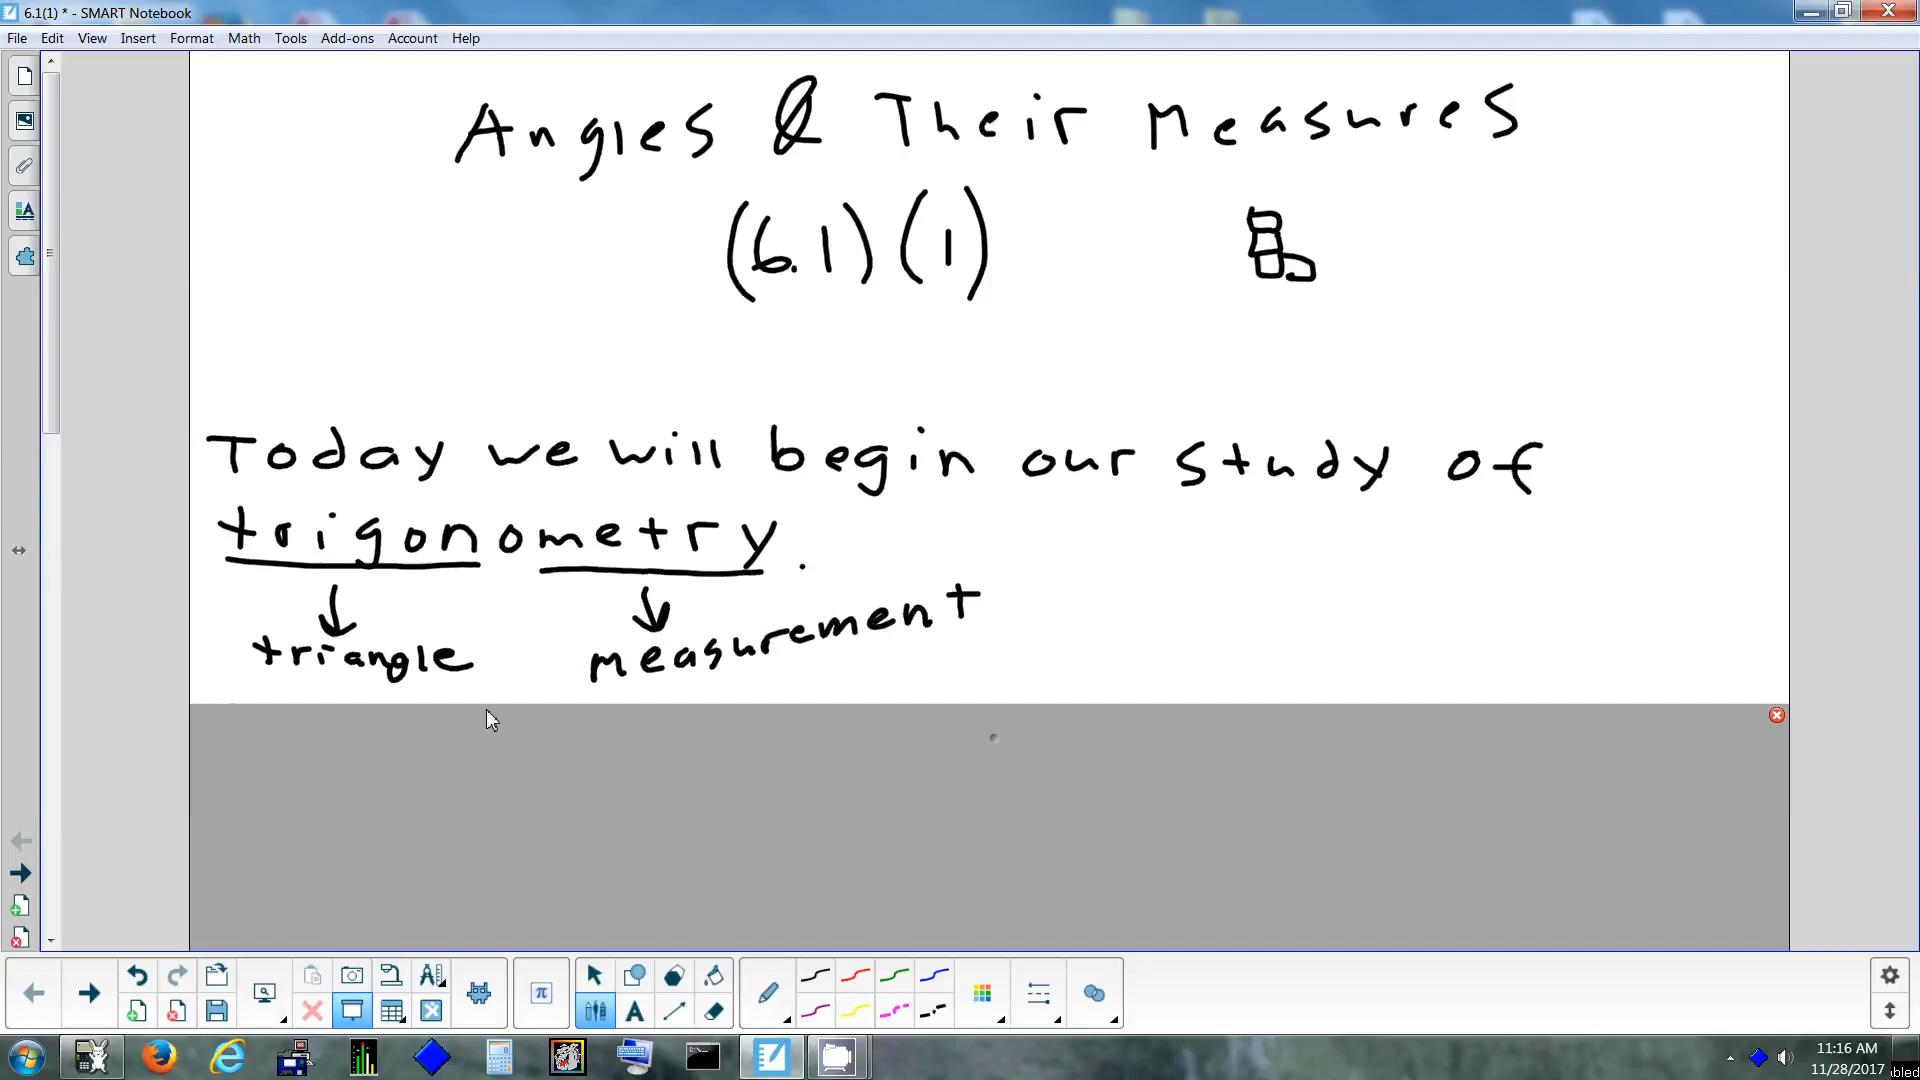 6.1(1) * - SMART Notebook
File Edit View Insert Format Math Tools Add-ons Account Help
Angles & Their Measures
(6.1) (1)
Today we will begin our study of
trigonometry.
triangle measurement
π
A
11:16 AM
11/28/2017
bled